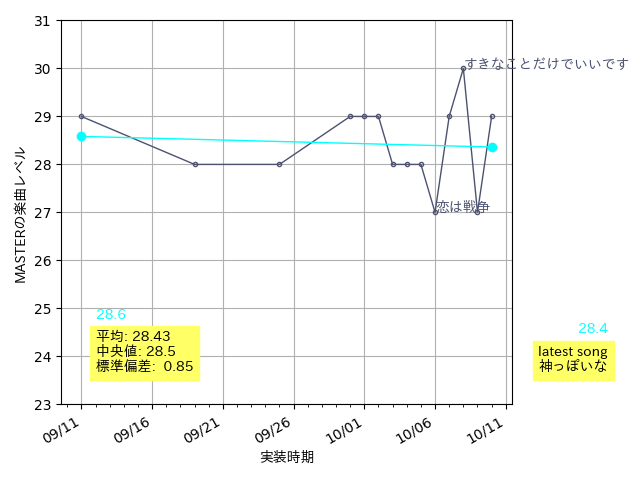 31
30
29
28
27
26
25
24
23
MASTERの楽曲レベル
すきなことだけでいいです
恋は戦争
28.6
平均: 28.43
中央値: 28.5
標準偏差: 0.85
28.4
latest song
神っぽいな
09/11
09/16
09/21
09/26
10/01
10/06
10/11
実装時期